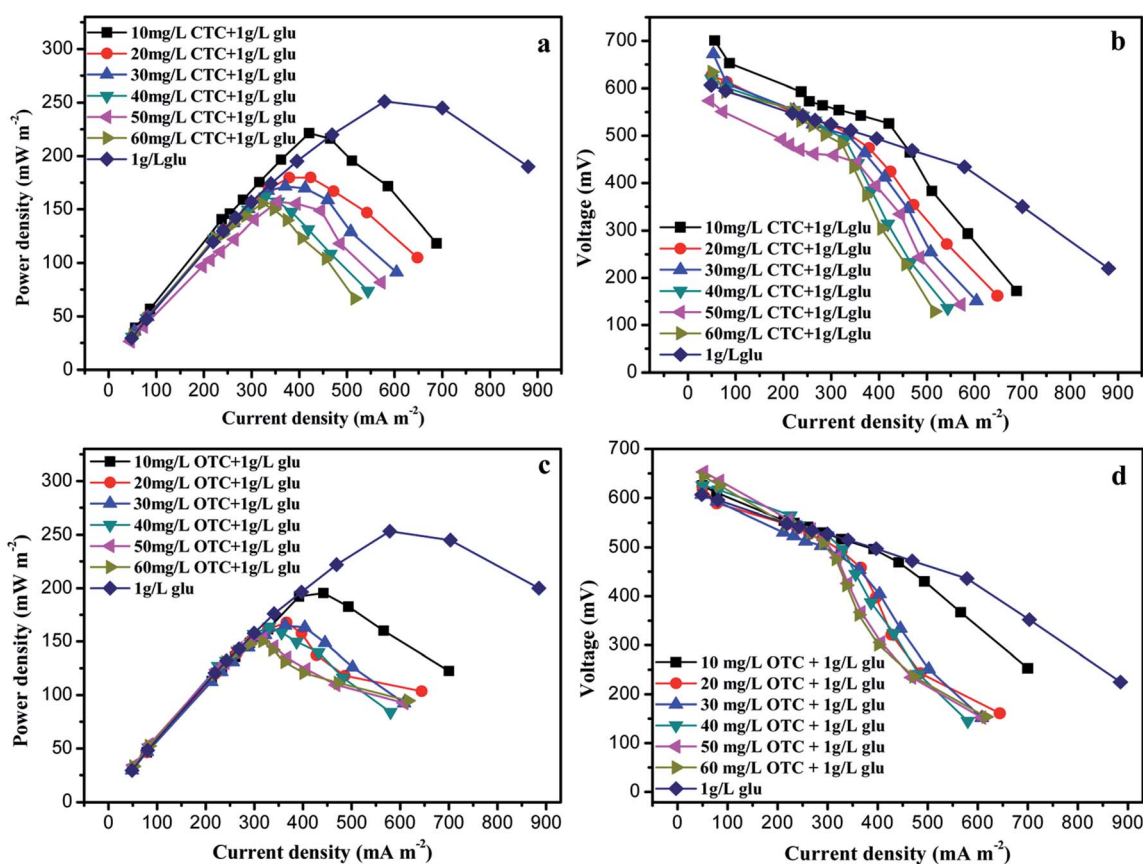 a
10mg/L CTC+1g/L glu
20mg/L CTC+1g/L glu
30mg/L CTC+1g/L glu
40mg/L CTC+1g/L glu
50mg/L CTC+1g/L glu
60mg/L CTC+1g/L glu
1g/Lglu
Power density (mW m⁻²)
300
250
200
150
100
50
0
0 100 200 300 400 500 600 700 800 900
Current density (mA m⁻²)
b
10mg/L CTC+1g/Lglu
20mg/L CTC+1g/Lglu
30mg/L CTC+1g/Lglu
40mg/L CTC+1g/Lglu
50mg/L CTC+1g/Lglu
60mg/L CTC+1g/Lglu
1g/Lglu
Voltage (mV)
700
600
500
400
300
200
100
0
0 100 200 300 400 500 600 700 800 900
Current density (mA m⁻²)
c
10mg/L OTC+1g/L glu
20mg/L OTC+1g/L glu
30mg/L OTC+1g/L glu
40mg/L OTC+1g/L glu
50mg/L OTC+1g/L glu
60mg/L OTC+1g/L glu
1g/L glu
Power density (mW m⁻²)
300
250
200
150
100
50
0
0 100 200 300 400 500 600 700 800 900
Current density (mA m⁻²)
d
10 mg/L OTC + 1g/L glu
20 mg/L OTC + 1g/L glu
30 mg/L OTC + 1g/L glu
40 mg/L OTC + 1g/L glu
50 mg/L OTC + 1g/L glu
60 mg/L OTC + 1g/L glu
1g/L glu
Voltage (mV)
700
600
500
400
300
200
100
0
0 100 200 300 400 500 600 700 800 900
Current density (mA m⁻²)